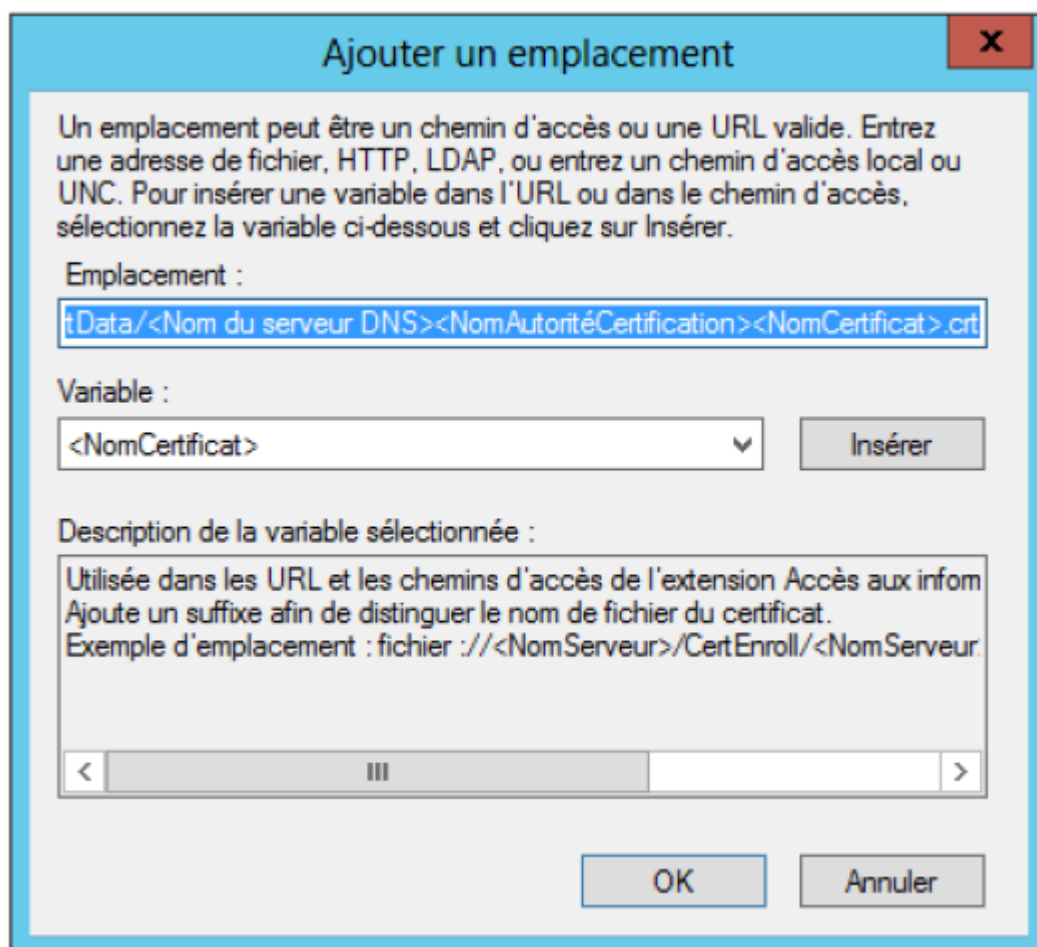 Ajouter un emplacement
x
Un emplacement peut être un chemin d'accès ou une URL valide. Entrez
une adresse de fichier, HTTP, LDAP, ou entrez un chemin d'accès local ou
UNC. Pour insérer une variable dans l'URL ou dans le chemin d'accès,
sélectionnez la variable ci-dessous et cliquez sur Insérer.
Emplacement :
tData/<Nom du serveur DNS><NomAutoritéCertification><NomCertificat>.crt
Variable :
<NomCertificat>
Insérer
Description de la variable sélectionnée :
Utilisée dans les URL et les chemins d'accès de l'extension Accès aux infom
Ajoute un suffixe afin de distinguer le nom de fichier du certificat.
Exemple d'emplacement : fichier ://<NomServeur>/CertEnroll/<NomServeur
OK
Annuler